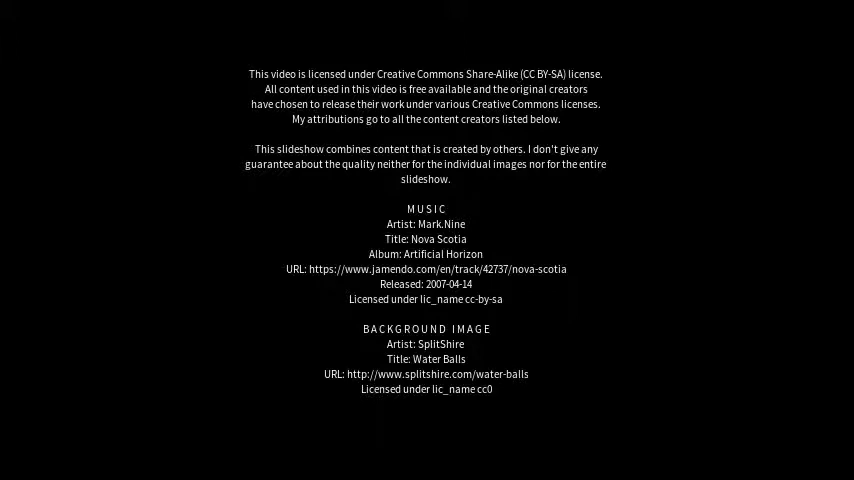 This video is licensed under Creative Commons Share-Alike (CC BY-SA) license.
All content used in this video is free available and the original creators
have chosen to release their work under various Creative Commons licenses.
My attributions go to all the content creators listed below.
This slideshow combines content that is created by others. I don't give any
guarantee about the quality neither for the individual images nor for the entire
slideshow.
MUSIC
Artist: Mark.Nine
Title: Nova Scotia
Album: Artificial Horizon
URL: https://www.jamendo.com/en/track/42737/nova-scotia
Released: 2007-04-14
Licensed under lic_name cc-by-sa
BACKGROUND IMAGE
Artist: SplitShire
Title: Water Balls
URL: http://www.splitshire.com/water-balls
Licensed under lic_name cc0